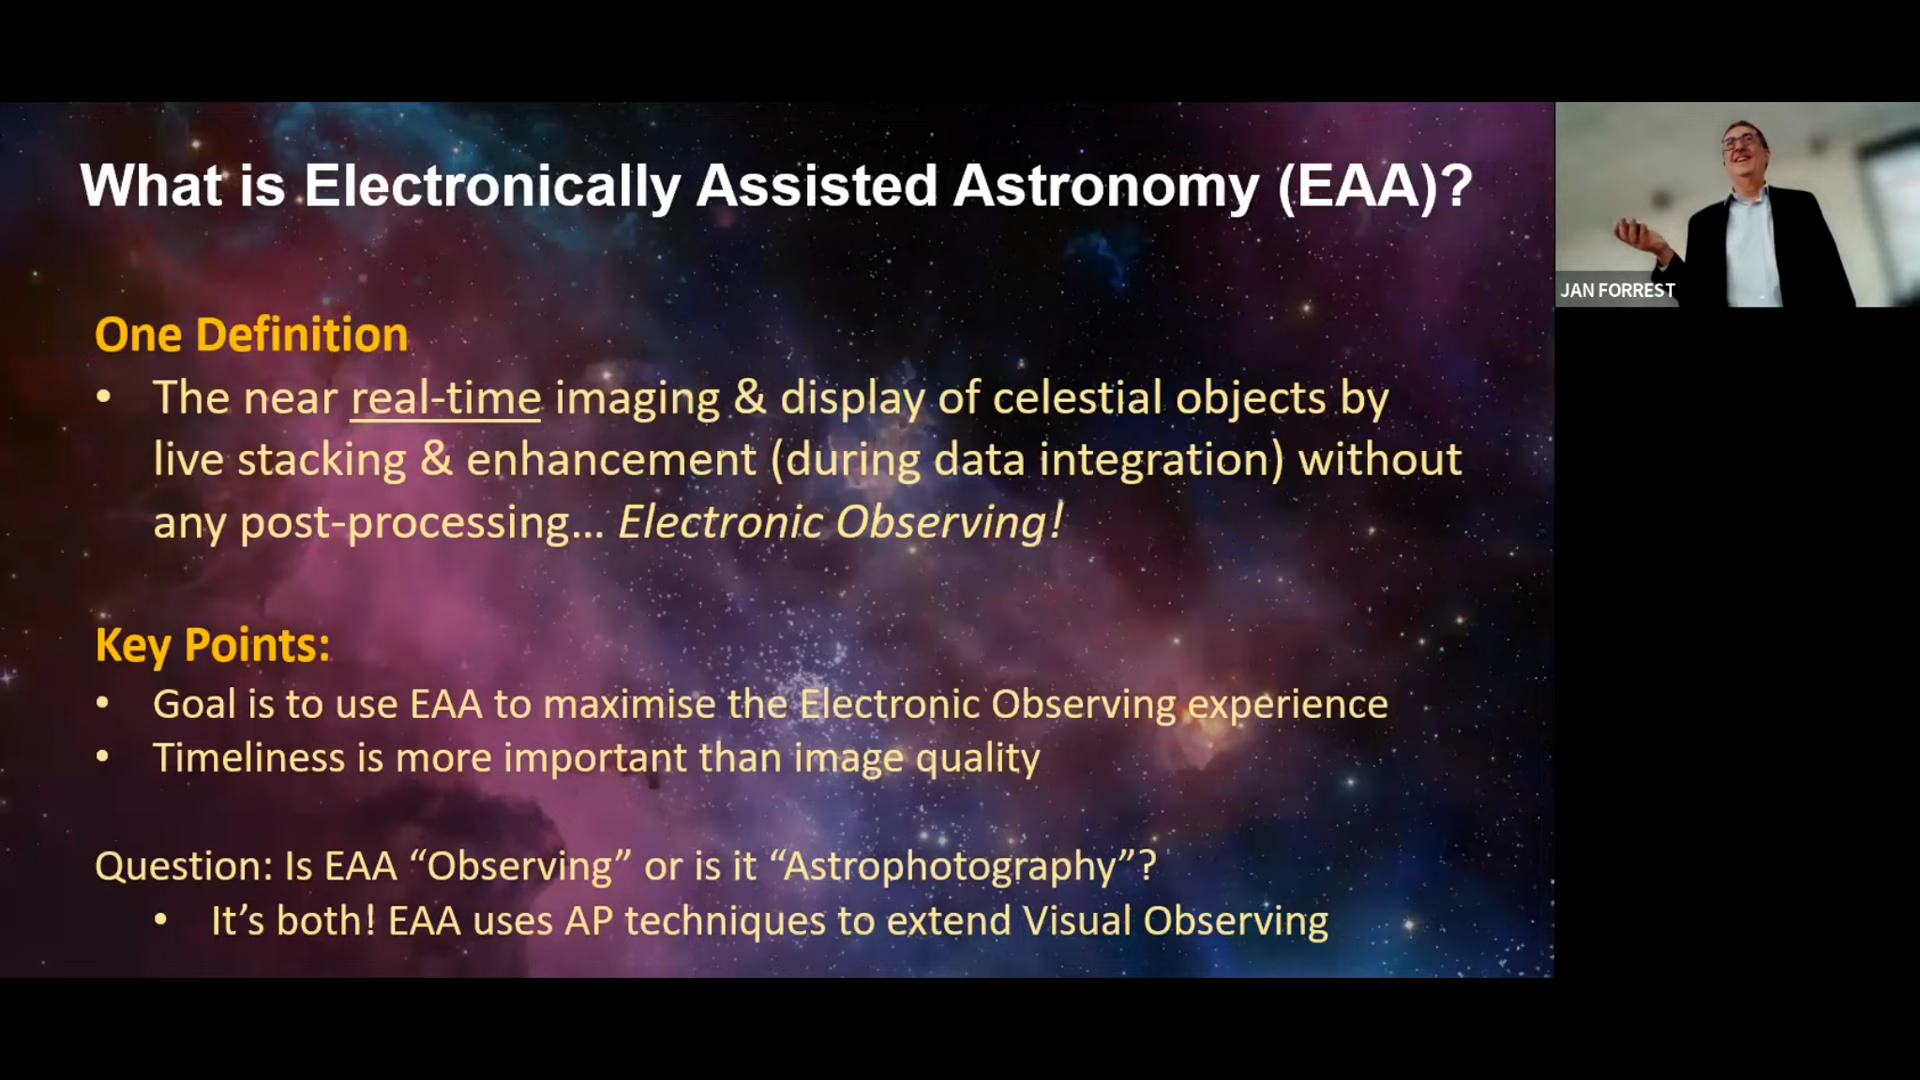 What is Electronically Assisted Astronomy (EAA)?
One Definition
• The near real-time imaging & display of celestial objects by
live stacking & enhancement (during data integration) without
any post-processing... Electronic Observing!
Key Points:
• Goal is to use EAA to maximise the Electronic Observing experience
• Timeliness is more important than image quality
Question: Is EAA “Observing” or is it “Astrophotography”?
• It’s both! EAA uses AP techniques to extend Visual Observing
JAN FORREST